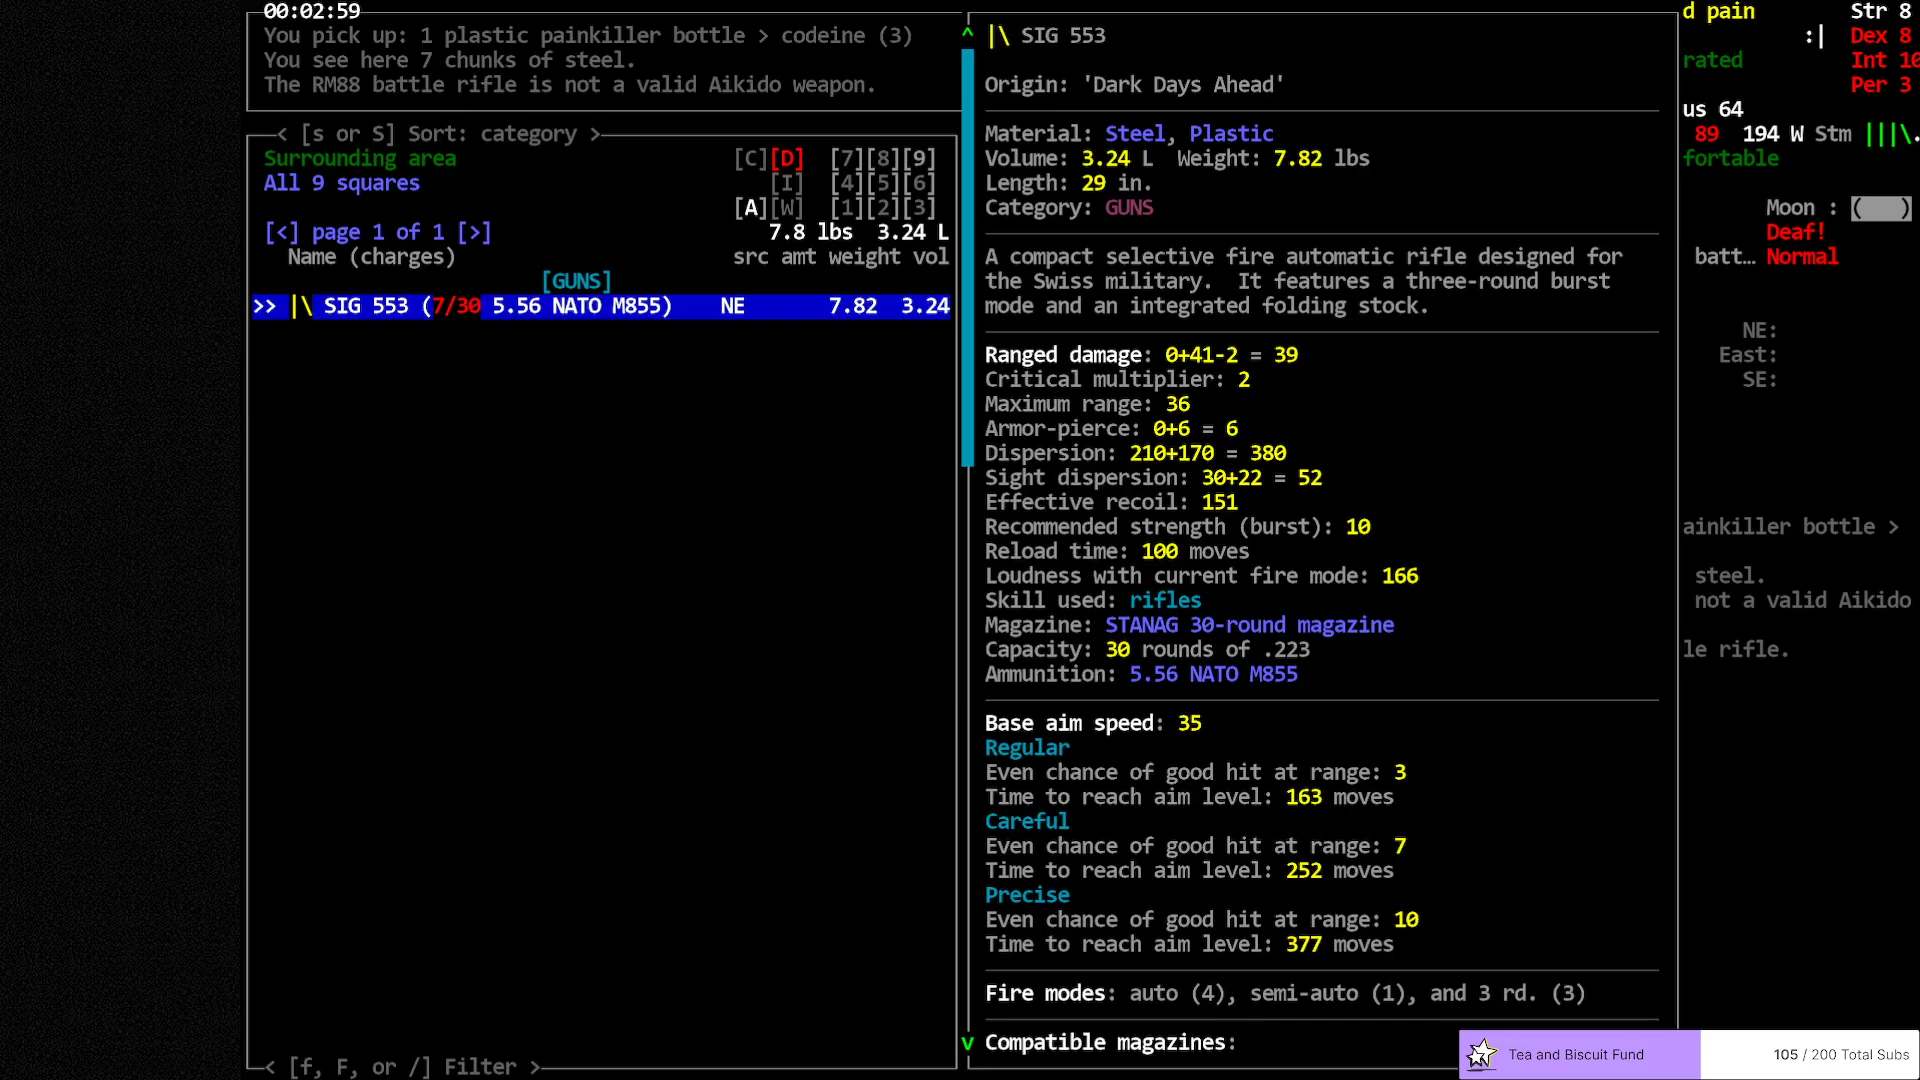 00:02:59
You pick up: 1 plastic painkiller bottle > codeine (3)
You see here 7 chunks of steel.
The RM88 battle rifle is not a valid Aikido weapon.
< [s or S] Sort: category >
Surrounding area [C][D] [7][8][9]
All 9 squares [I] [4][5][6]
[A][W] [1][2][3]
[<] page 1 of 1 [>] 7.8 lbs 3.24 L
Name (charges) src amt weight vol
[GUNS]
>> |\ SIG 553 (7/30 5.56 NATO M855) NE 7.82 3.24
< [f, F, or /] Filter >
^ |\ SIG 553
Origin: 'Dark Days Ahead'
Material: Steel, Plastic
Volume: 3.24 L Weight: 7.82 lbs
Length: 29 in.
Category: GUNS
A compact selective fire automatic rifle designed for
the Swiss military. It features a three-round burst
mode and an integrated folding stock.
Ranged damage: 0+41-2 = 39
Critical multiplier: 2
Maximum range: 36
Armor-pierce: 0+6 = 6
Dispersion: 210+170 = 380
Sight dispersion: 30+22 = 52
Effective recoil: 151
Recommended strength (burst): 10
Reload time: 100 moves
Loudness with current fire mode: 166
Skill used: rifles
Magazine: STANAG 30-round magazine
Capacity: 30 rounds of .223
Ammunition: 5.56 NATO M855
Base aim speed: 35
Regular
Even chance of good hit at range: 3
Time to reach aim level: 163 moves
Careful
Even chance of good hit at range: 7
Time to reach aim level: 252 moves
Precise
Even chance of good hit at range: 10
Time to reach aim level: 377 moves
Fire modes: auto (4), semi-auto (1), and 3 rd. (3)
v Compatible magazines:
d pain Str 8
:| Dex 8
rated Int 10
Per 3
us 64
89 194 W Stm |||\.
fortable
Moon : ( )
Deaf!
batt… Normal
NE:
East:
SE:
ainkiller bottle >
steel.
not a valid Aikido
le rifle.
Tea and Biscuit Fund 105 / 200 Total Subs